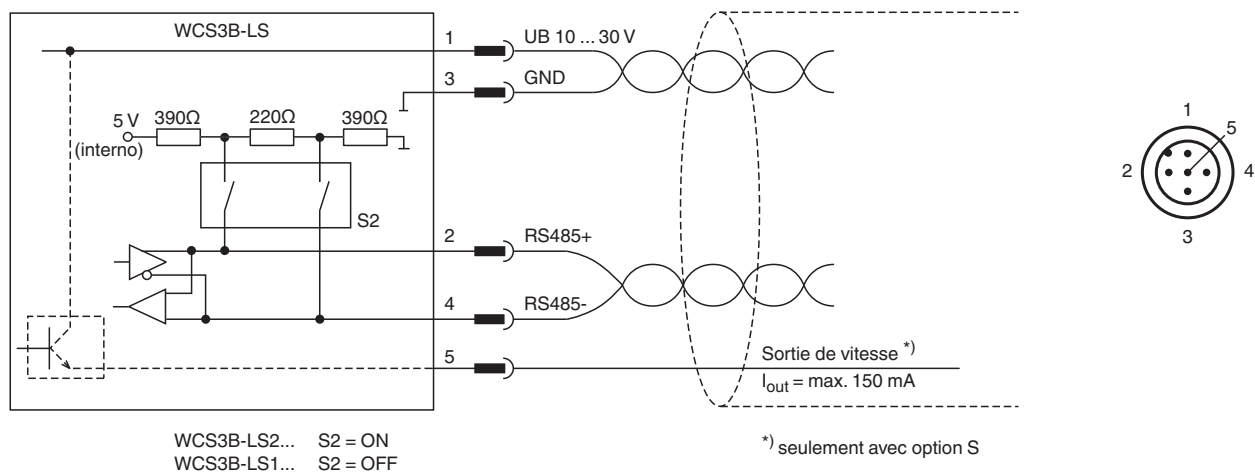 WCS3B-LS
1
UB 10 ... 30 V
3
GND
5 V
(interno)
390Ω
220Ω
390Ω
S2
2
RS485+
4
RS485-
5
Sortie de vitesse *)
Iout = max. 150 mA
1
5
2
4
3
WCS3B-LS2... S2 = ON
WCS3B-LS1... S2 = OFF
*) seulement avec option S